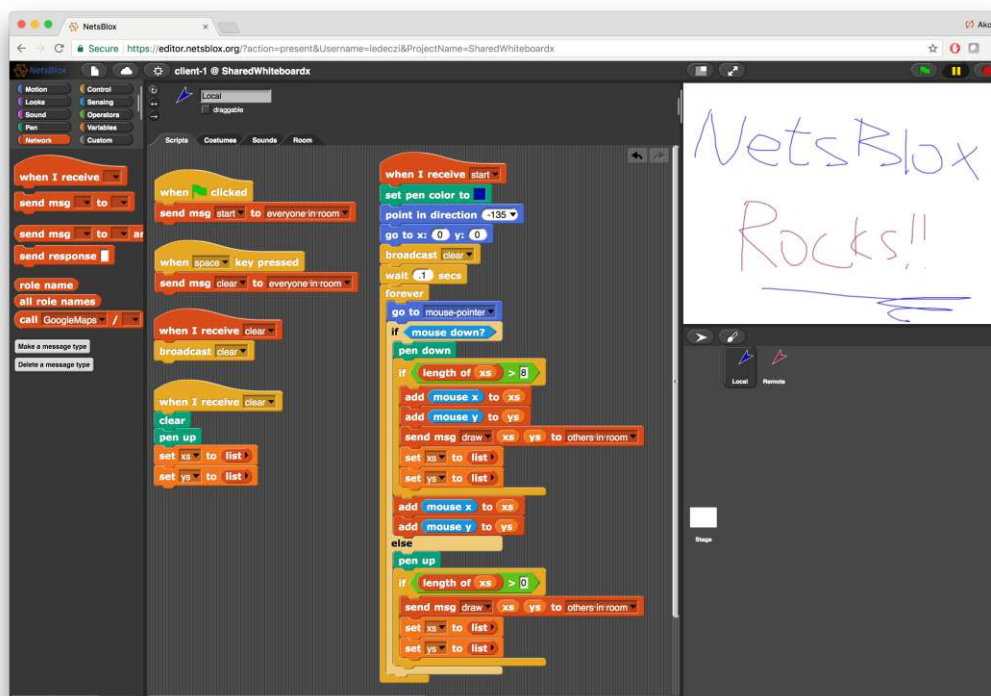 NetsBlox
Secure https://editor.netsblox.org/?action=present&Username=ledeczi&ProjectName=SharedWhiteboardx
NetsBlox
client-1 @ SharedWhiteboardx
Motion
Control
Looks
Sensing
Sound
Operators
Pen
Variables
Network
Custom
when I receive
send msg to
send msg to
send response
role name
all role names
call GoogleMaps /
Make a message type
Delete a message type
Local
draggable
Scripts Costumes Sounds Room
when clicked
send msg start to everyone in room
when space key pressed
send msg clear to everyone in room
when I receive clear
broadcast clear
when I receive clear
clear
pen up
set xs to list
set ys to list
when I receive start
set pen color to
point in direction -135
go to x: 0 y: 0
broadcast clear
wait .1 secs
forever
go to mouse-pointer
if mouse down?
pen down
if length of xs > 8
add mouse x to xs
add mouse y to ys
send msg draw xs ys to others in room
set xs to list
set ys to list
add mouse x to xs
add mouse y to ys
else
pen up
if length of xs > 0
send msg draw xs ys to others in room
set xs to list
set ys to list
NetsBlox
Rocks!!
Local
Remote
Stage